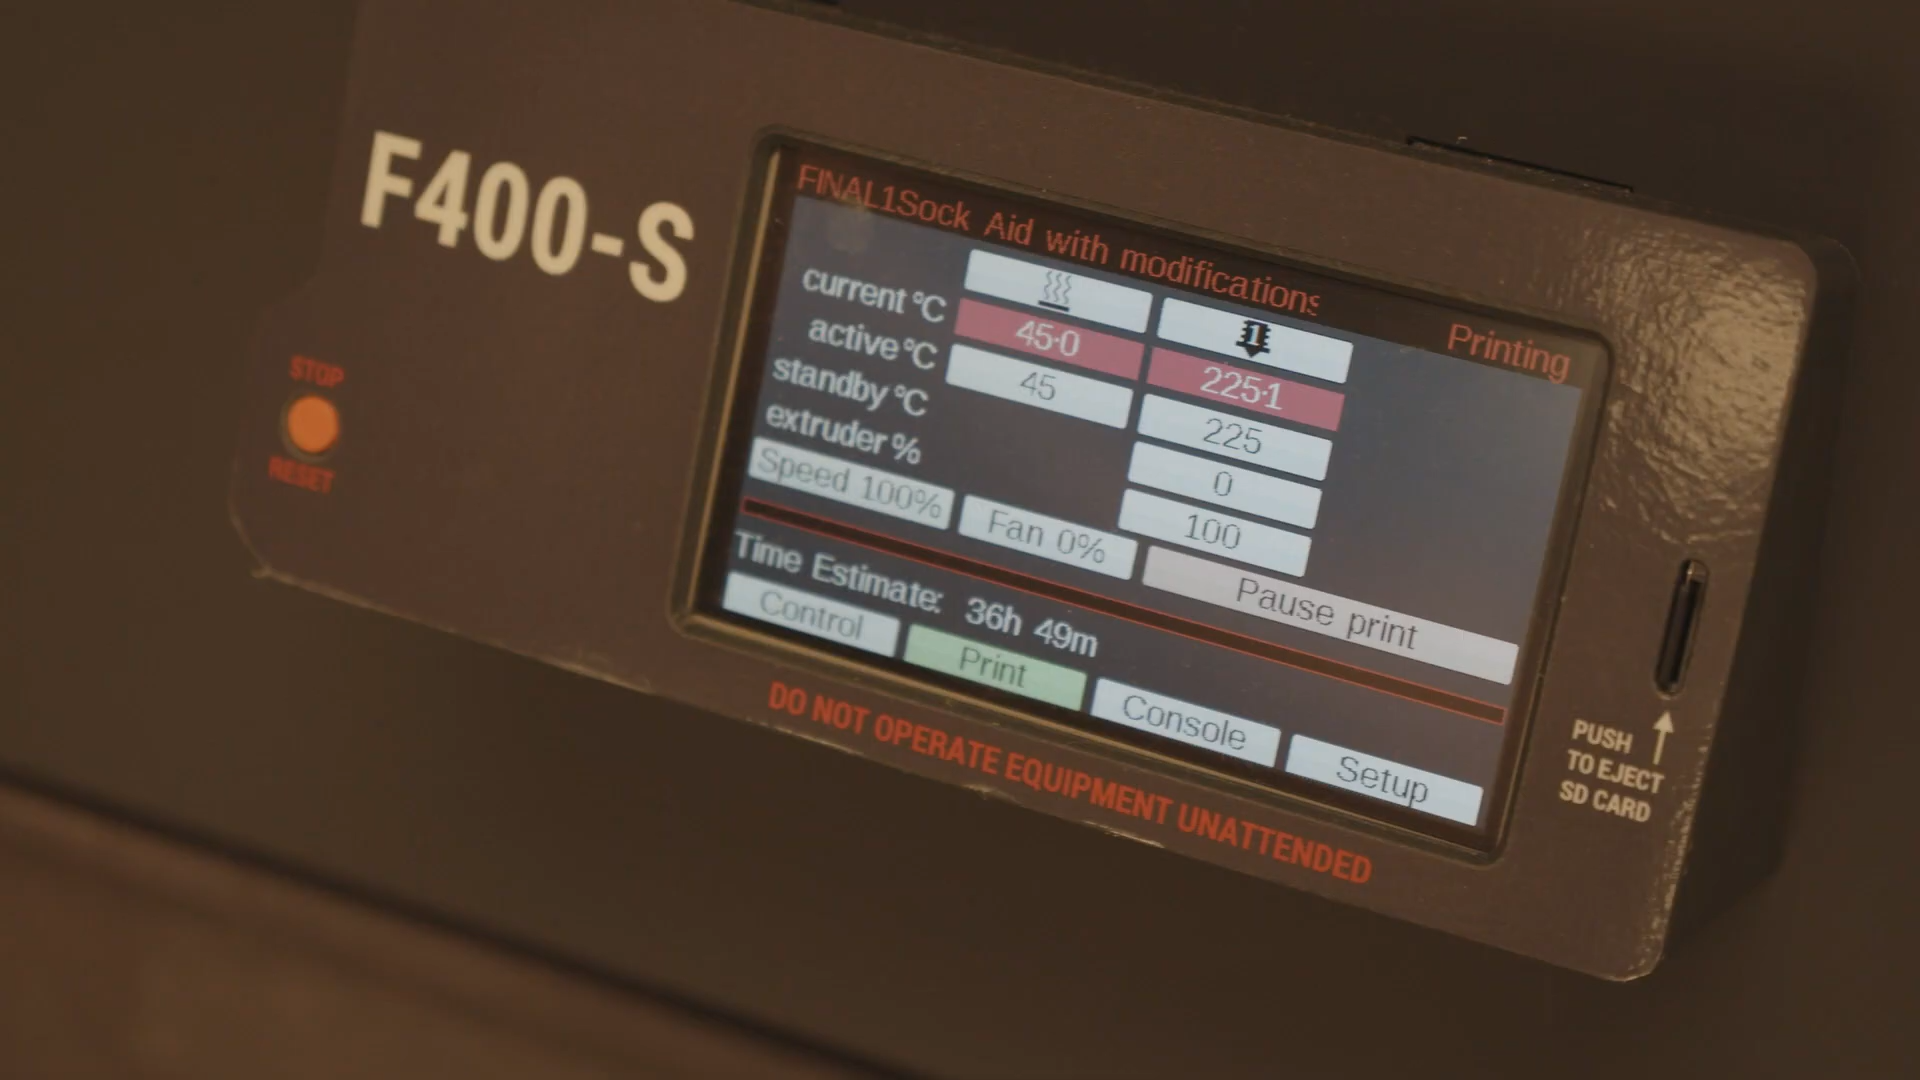 F400-S
STOP
RESET
FINAL1Sock Aid with modifications
Printing
1
current °C 45.0 225.1
active °C 45 225
standby °C 0
extruder % 100
Speed 100% Fan 0% Pause print
Time Estimate: 36h 49m
Control Print Console Setup
DO NOT OPERATE EQUIPMENT UNATTENDED
PUSH
TO EJECT
SD CARD